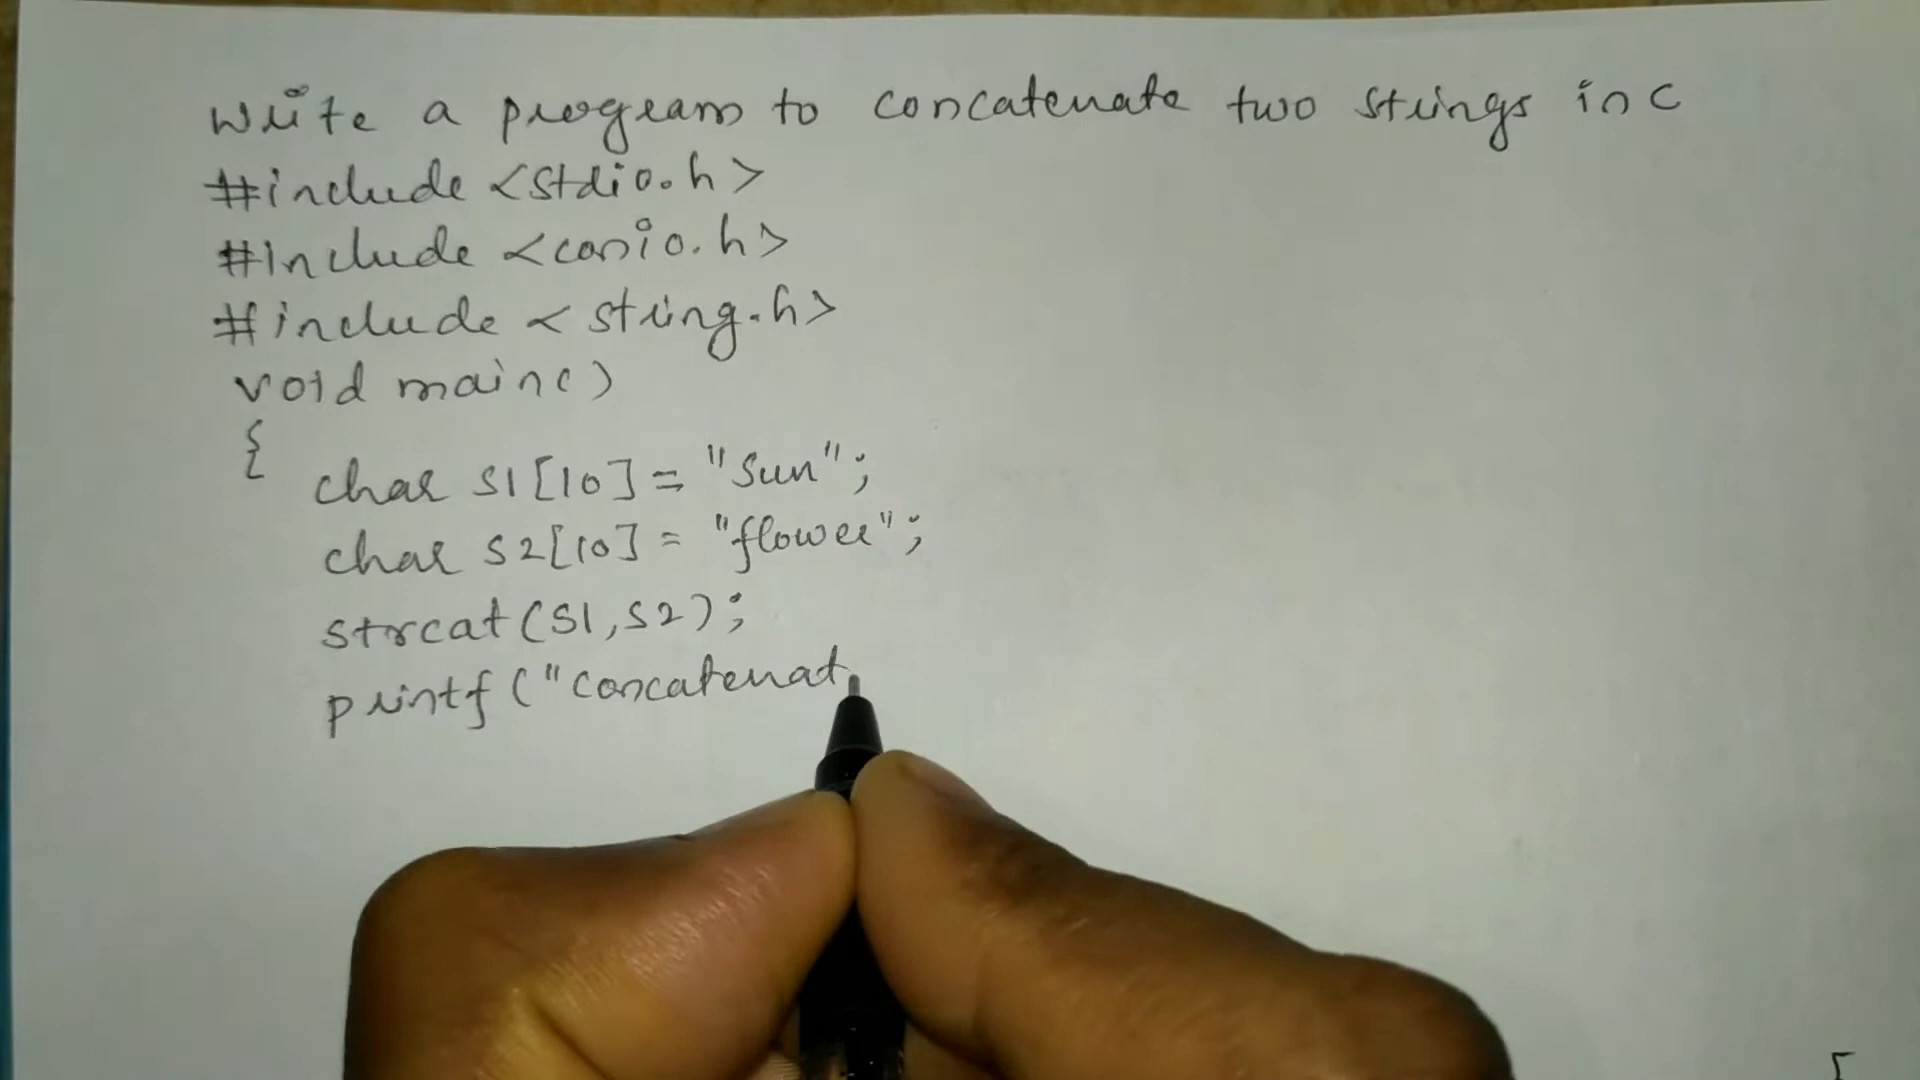 Write a program to concatenate two strings in c
#include <stdio.h>
#include <conio.h>
#include <string.h>
void main()
{
char s1[10] = "Sun";
char s2[10] = "flower";
strcat(s1,s2);
printf("Concatenat